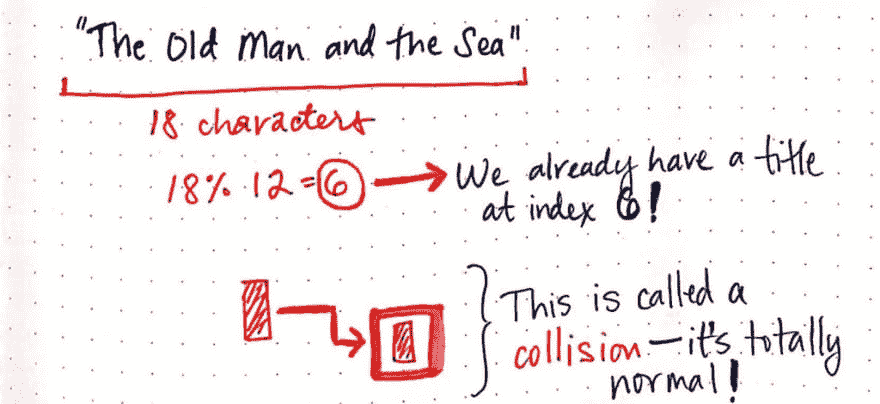 "The Old Man and the Sea"
18 characters
18% 12 = 6
We already have a title
at index 6!
This is called a
collision – it's totally
normal!